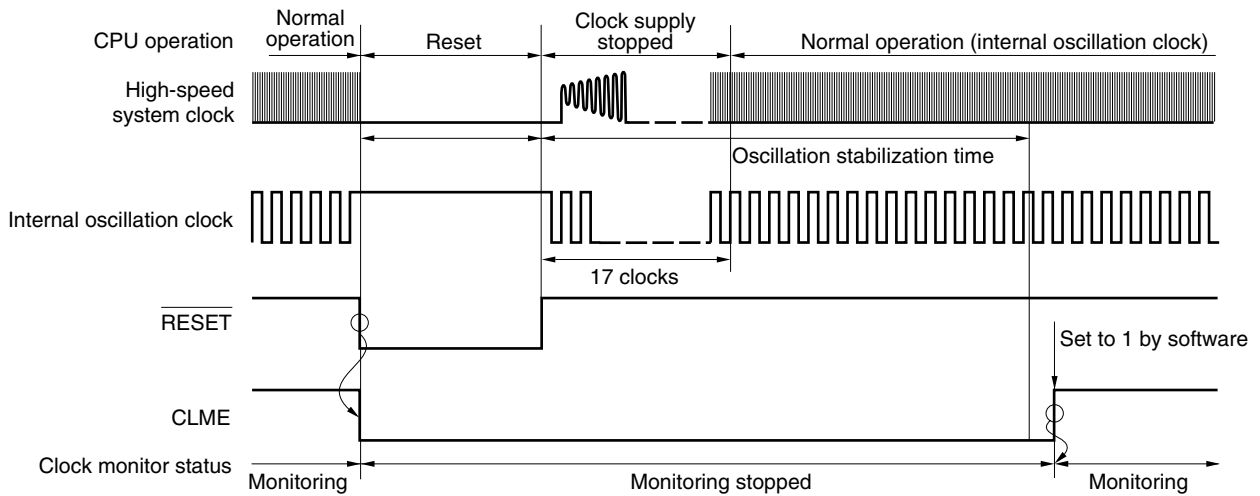 CPU operation
Normal
operation
Reset
Clock supply
stopped
Normal operation (internal oscillation clock)
High-speed
system clock
Oscillation stabilization time
Internal oscillation clock
17 clocks
RESET
Set to 1 by software
CLME
Clock monitor status
Monitoring
Monitoring stopped
Monitoring